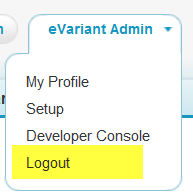 eVariant Admin
My Profile
Setup
Developer Console
Logout